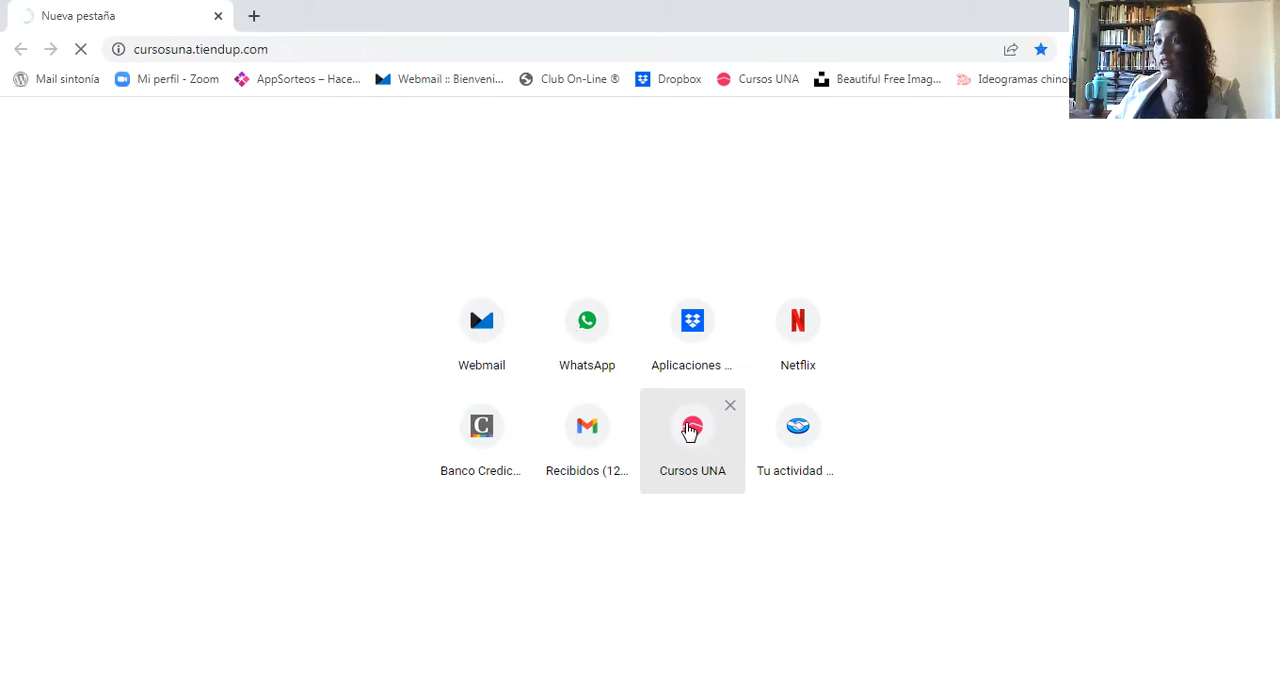 Nueva pestaña
cursosuna.tiendup.com
Mail sintonía Mi perfil - Zoom AppSorteos – Hace... Webmail :: Bienveni... Club On-Line ® Dropbox Cursos UNA Beautiful Free Imag... Ideogramas chino
Webmail WhatsApp Aplicaciones ... Netflix
Banco Credic... Recibidos (12... Cursos UNA Tu actividad ...